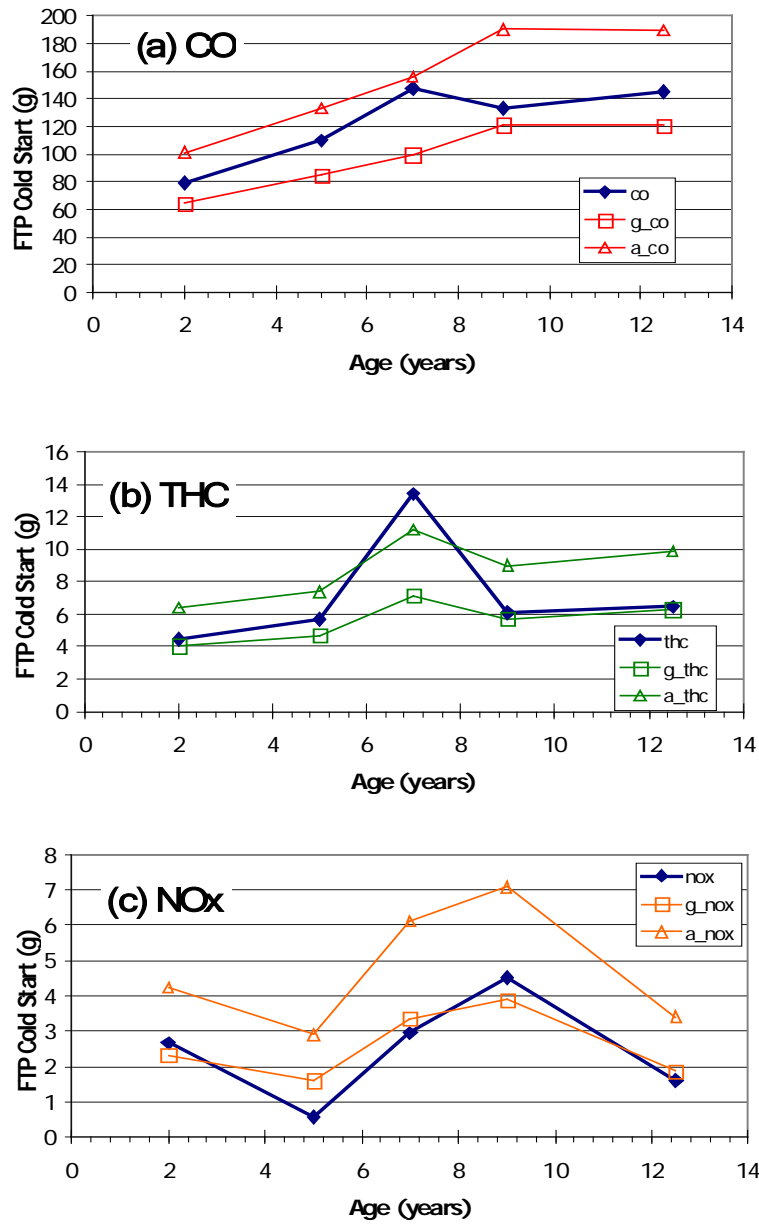 (a) CO
FTP Cold Start (g)
200
180
160
140
120
100
80
60
40
20
0
co
g_co
a_co
0 2 4 6 8 10 12 14
Age (years)
(b) THC
FTP Cold Start (g)
16
14
12
10
8
6
4
2
0
thc
g_thc
a_thc
0 2 4 6 8 10 12 14
Age (years)
(c) NOx
FTP Cold Start (g)
8
7
6
5
4
3
2
1
0
nox
g_nox
a_nox
0 2 4 6 8 10 12 14
Age (years)